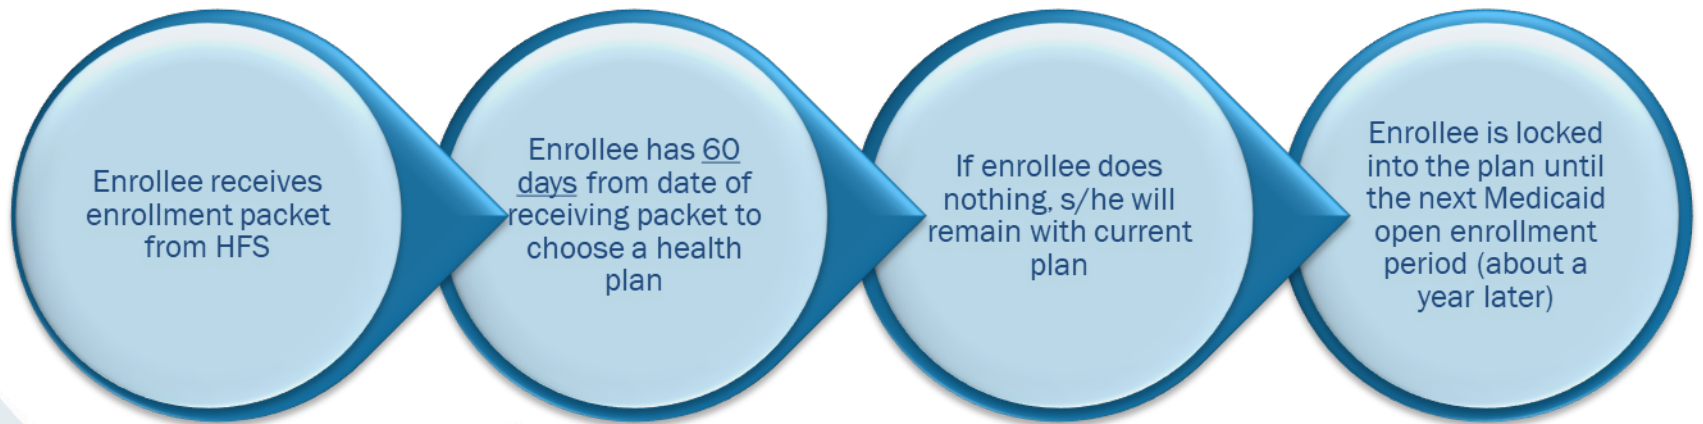 Enrollee receives
enrollment packet
from HFS
Enrollee has 60
days from date of
receiving packet to
choose a health
plan
If enrollee does
nothing, s/he will
remain with current
plan
Enrollee is locked
into the plan until
the next Medicaid
open enrollment
period (about a
year later)